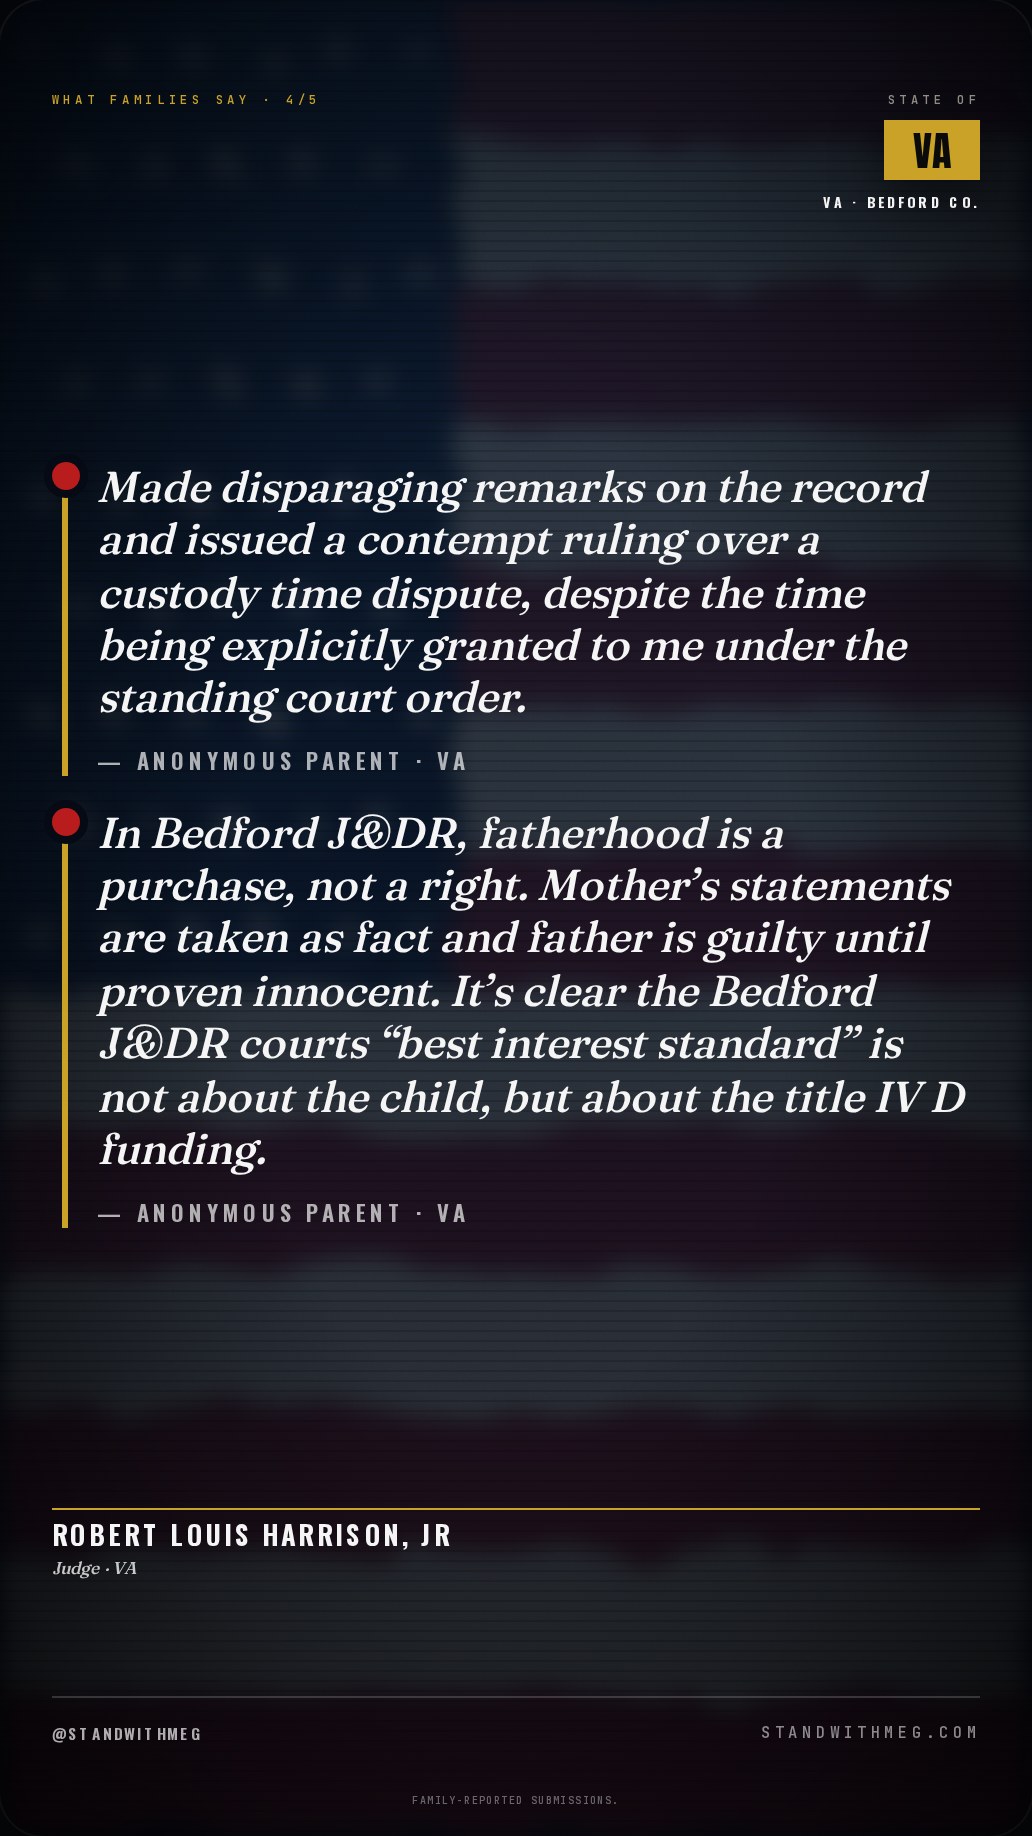 WHAT FAMILIES SAY · 4/5
STATE OF
VA
VA · BEDFORD CO.
Made disparaging remarks on the record
and issued a contempt ruling over a
custody time dispute, despite the time
being explicitly granted to me under the
standing court order.
— ANONYMOUS PARENT · VA
In Bedford J&DR, fatherhood is a
purchase, not a right. Mother’s statements
are taken as fact and father is guilty until
proven innocent. It’s clear the Bedford
J&DR courts “best interest standard” is
not about the child, but about the title IV D
funding.
— ANONYMOUS PARENT · VA
ROBERT LOUIS HARRISON, JR
Judge · VA
@STANDWITHMEG
STANDWITHMEG.COM
FAMILY-REPORTED SUBMISSIONS.